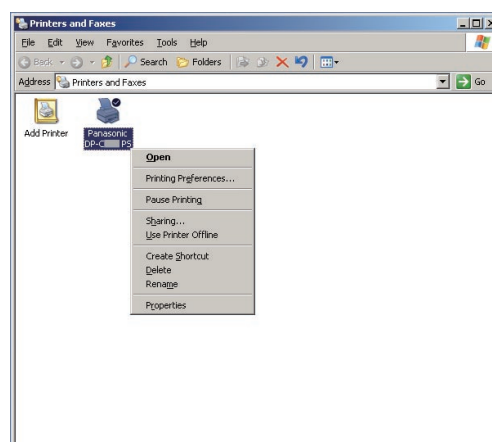 Printers and Faxes
File Edit View Favorites Tools Help
Back Search Folders
Address Printers and Faxes Go
Add Printer
Panasonic
DP-C PS
Open
Printing Preferences...
Pause Printing
Sharing...
Use Printer Offline
Create Shortcut
Delete
Rename
Properties